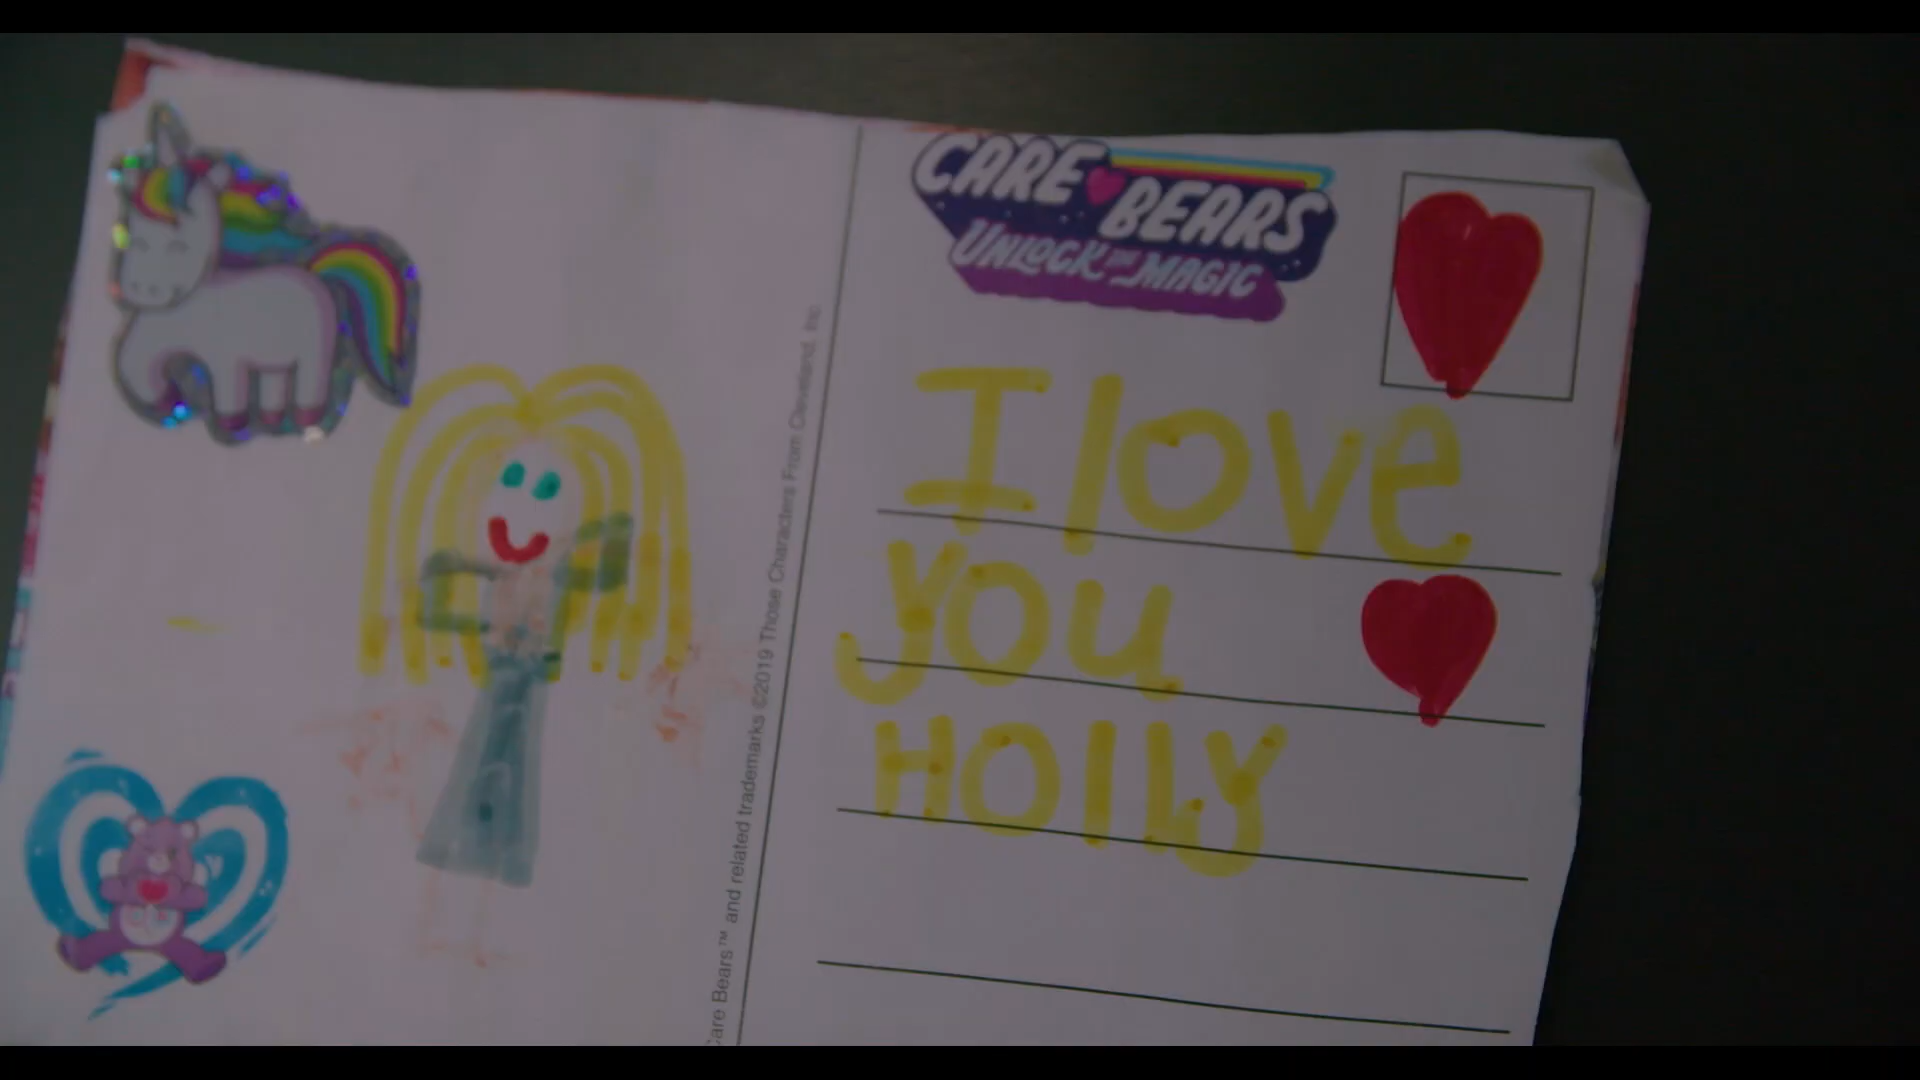 CARE BEARS
UNLOCK THE MAGIC
I love
you
HOlly
Care Bears™ and related trademarks ©2019 Those Characters From Cleveland, Inc